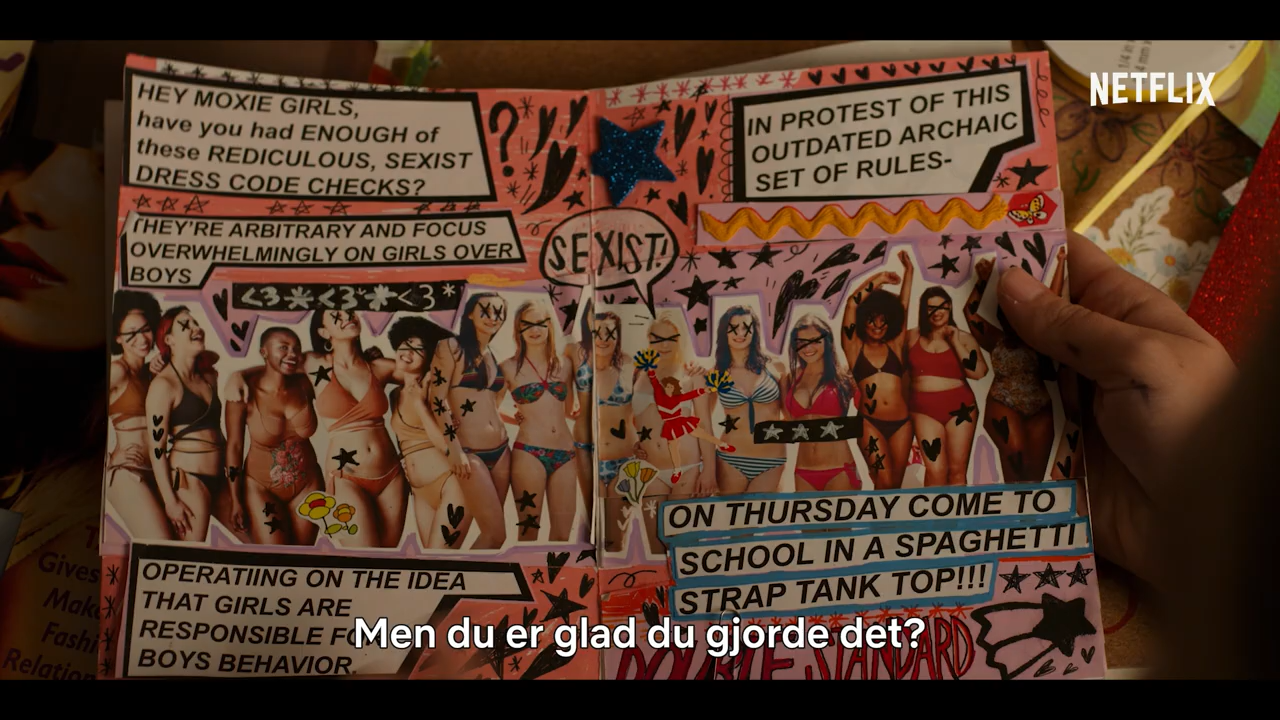 NETFLIX
HEY MOXIE GIRLS,
have you had ENOUGH of
these REDICULOUS, SEXIST
DRESS CODE CHECKS?
?
THEY'RE ARBITRARY AND FOCUS
OVERWHELMINGLY ON GIRLS OVER
BOYS
<3 * <3 * <3 *
OPERATIING ON THE IDEA
THAT GIRLS ARE
RESPONSIBLE
BOYS BEHAVIOR.
SEXIST!
IN PROTEST OF THIS
OUTDATED ARCHAIC
SET OF RULES-
ON THURSDAY COME TO
SCHOOL IN A SPAGHETTI
STRAP TANK TOP!!!
DOUBLE STANDARD
Men du er glad du gjorde det?